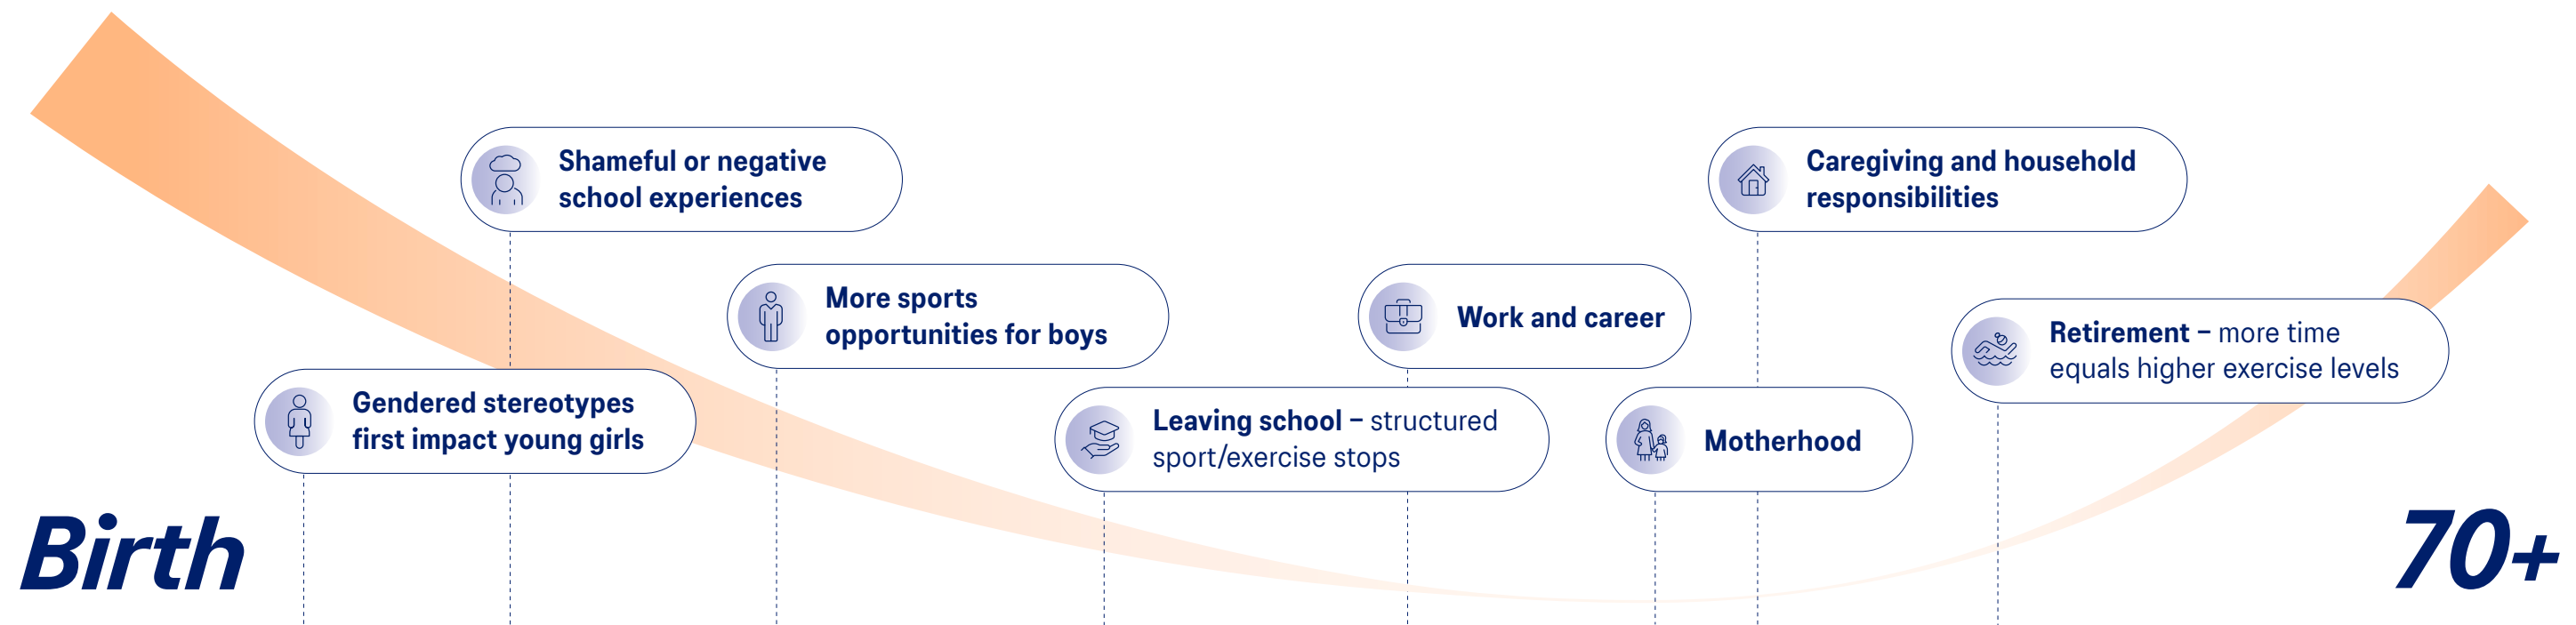 Shameful or negative
school experiences
Caregiving and household
responsibilities
More sports
opportunities for boys
Work and career
Retirement – more time
equals higher exercise levels
Gendered stereotypes
first impact young girls
Leaving school – structured
sport/exercise stops
Motherhood
Birth
70+